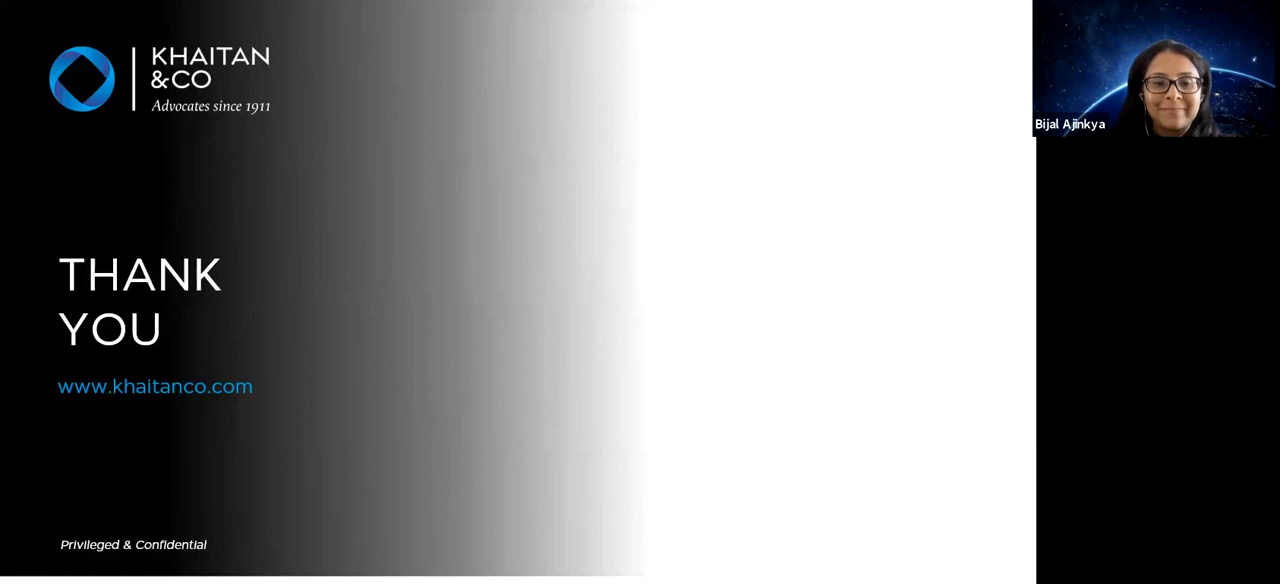 KHAITAN
&CO
Advocates since 1911
Bijal Ajinkya
THANK
YOU
www.khaitanco.com
Privileged & Confidential